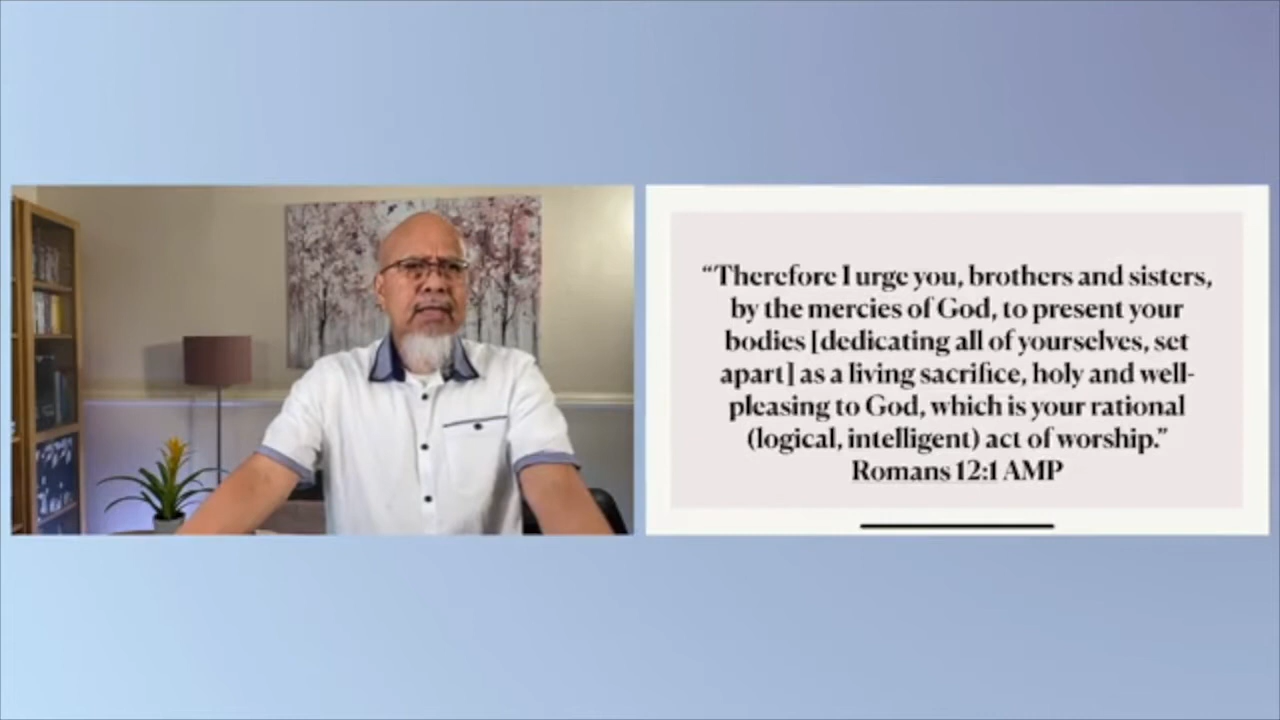 “Therefore I urge you, brothers and sisters,
by the mercies of God, to present your
bodies [dedicating all of yourselves, set
apart] as a living sacrifice, holy and well-
pleasing to God, which is your rational
(logical, intelligent) act of worship.”
Romans 12:1 AMP